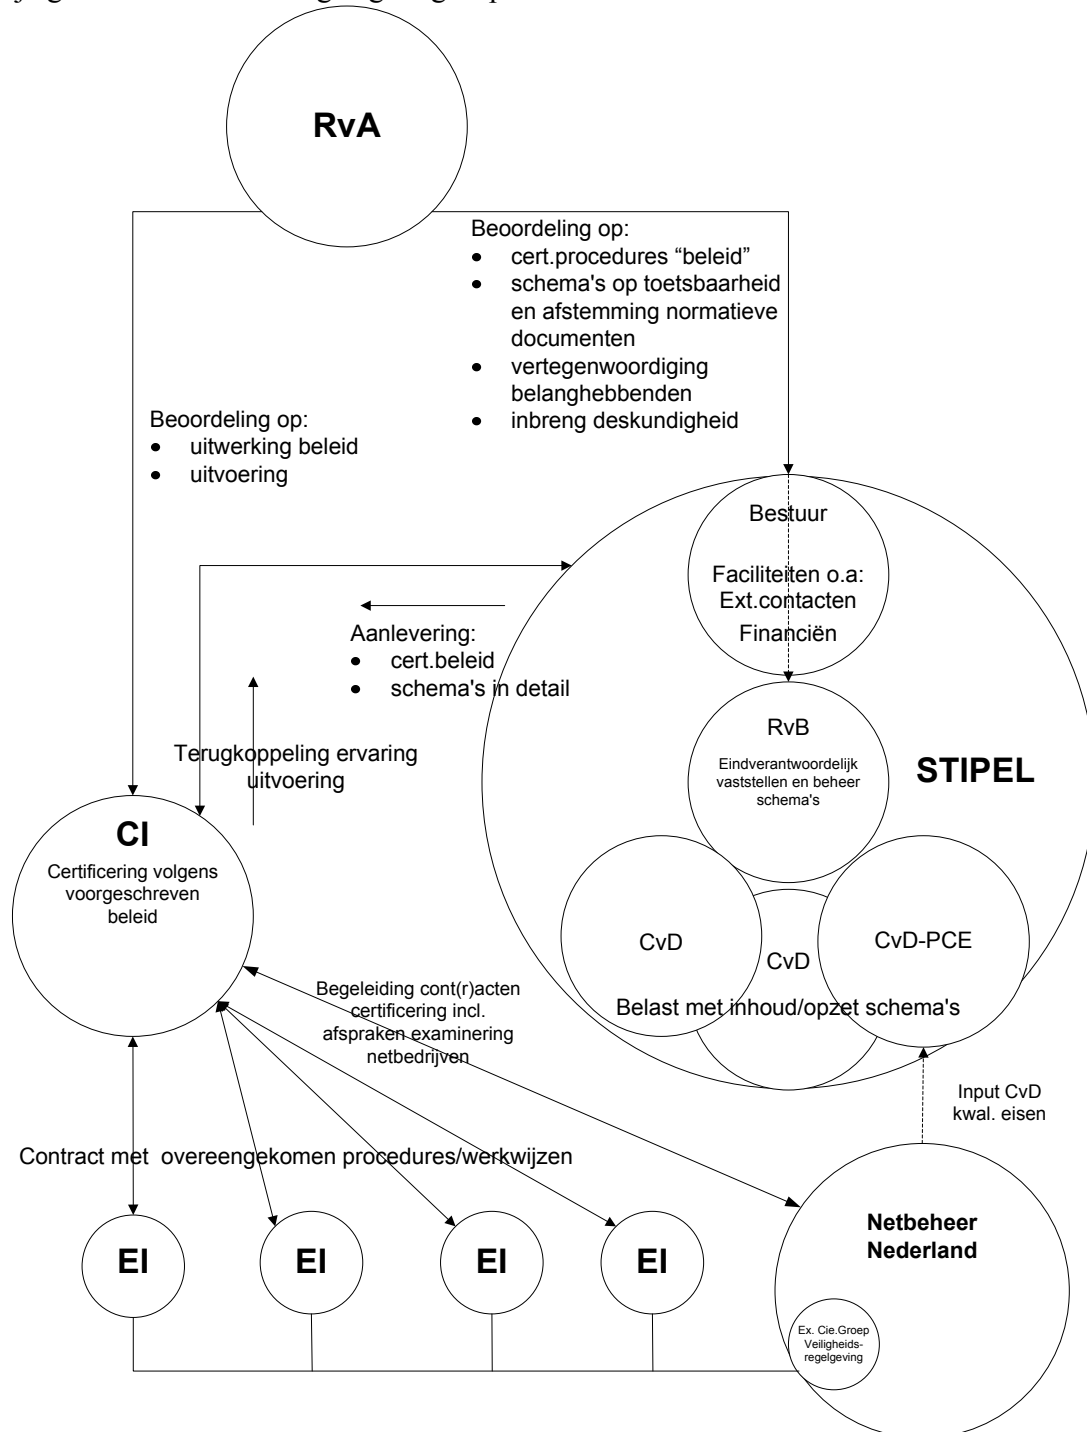 RvA
Beoordeling op:
• cert.procedures “beleid”
• schema's op toetsbaarheid
en afstemming normatieve
documenten
• vertegenwoordiging
belanghebbenden
• inbreng deskundigheid
Beoordeling op:
• uitwerking beleid
• uitvoering
Bestuur
Faciliteiten o.a:
Ext.contacten
Financiën
Aanlevering:
• cert.beleid
• schema's in detail
Terugkoppeling ervaring
uitvoering
RvB
Eindverantwoordelijk
vaststellen en beheer
schema's
STIPEL
CI
Certificering volgens
voorgeschreven
beleid
CvD
CvD
CvD-PCE
Belast met inhoud/opzet schema's
Begeleiding cont(r)acten
certificering incl.
afspraken examinering
netbedrijven
Input CvD
kwal. eisen
Contract met overeengekomen procedures/werkwijzen
EI
EI
EI
EI
Netbeheer
Nederland
Ex. Cie.Groep
Veiligheids-
regelgeving